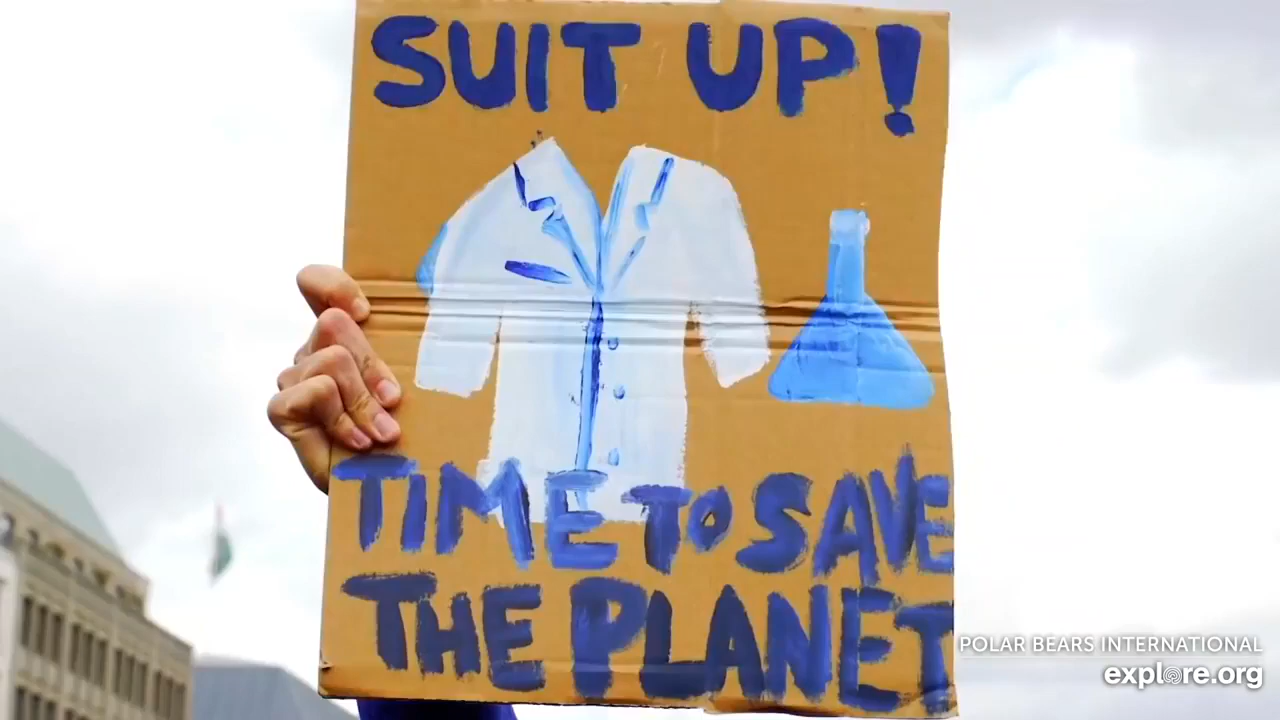 SUIT UP!
TIME TO SAVE
THE PLANET
POLAR BEARS INTERNATIONAL
explore.org